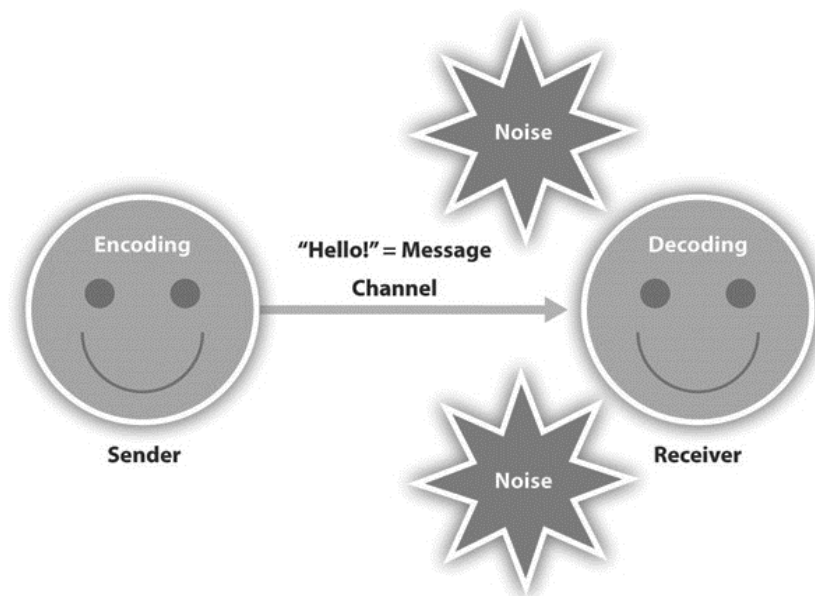 Noise
Encoding
“Hello!” = Message
Channel
Decoding
Sender
Noise
Receiver